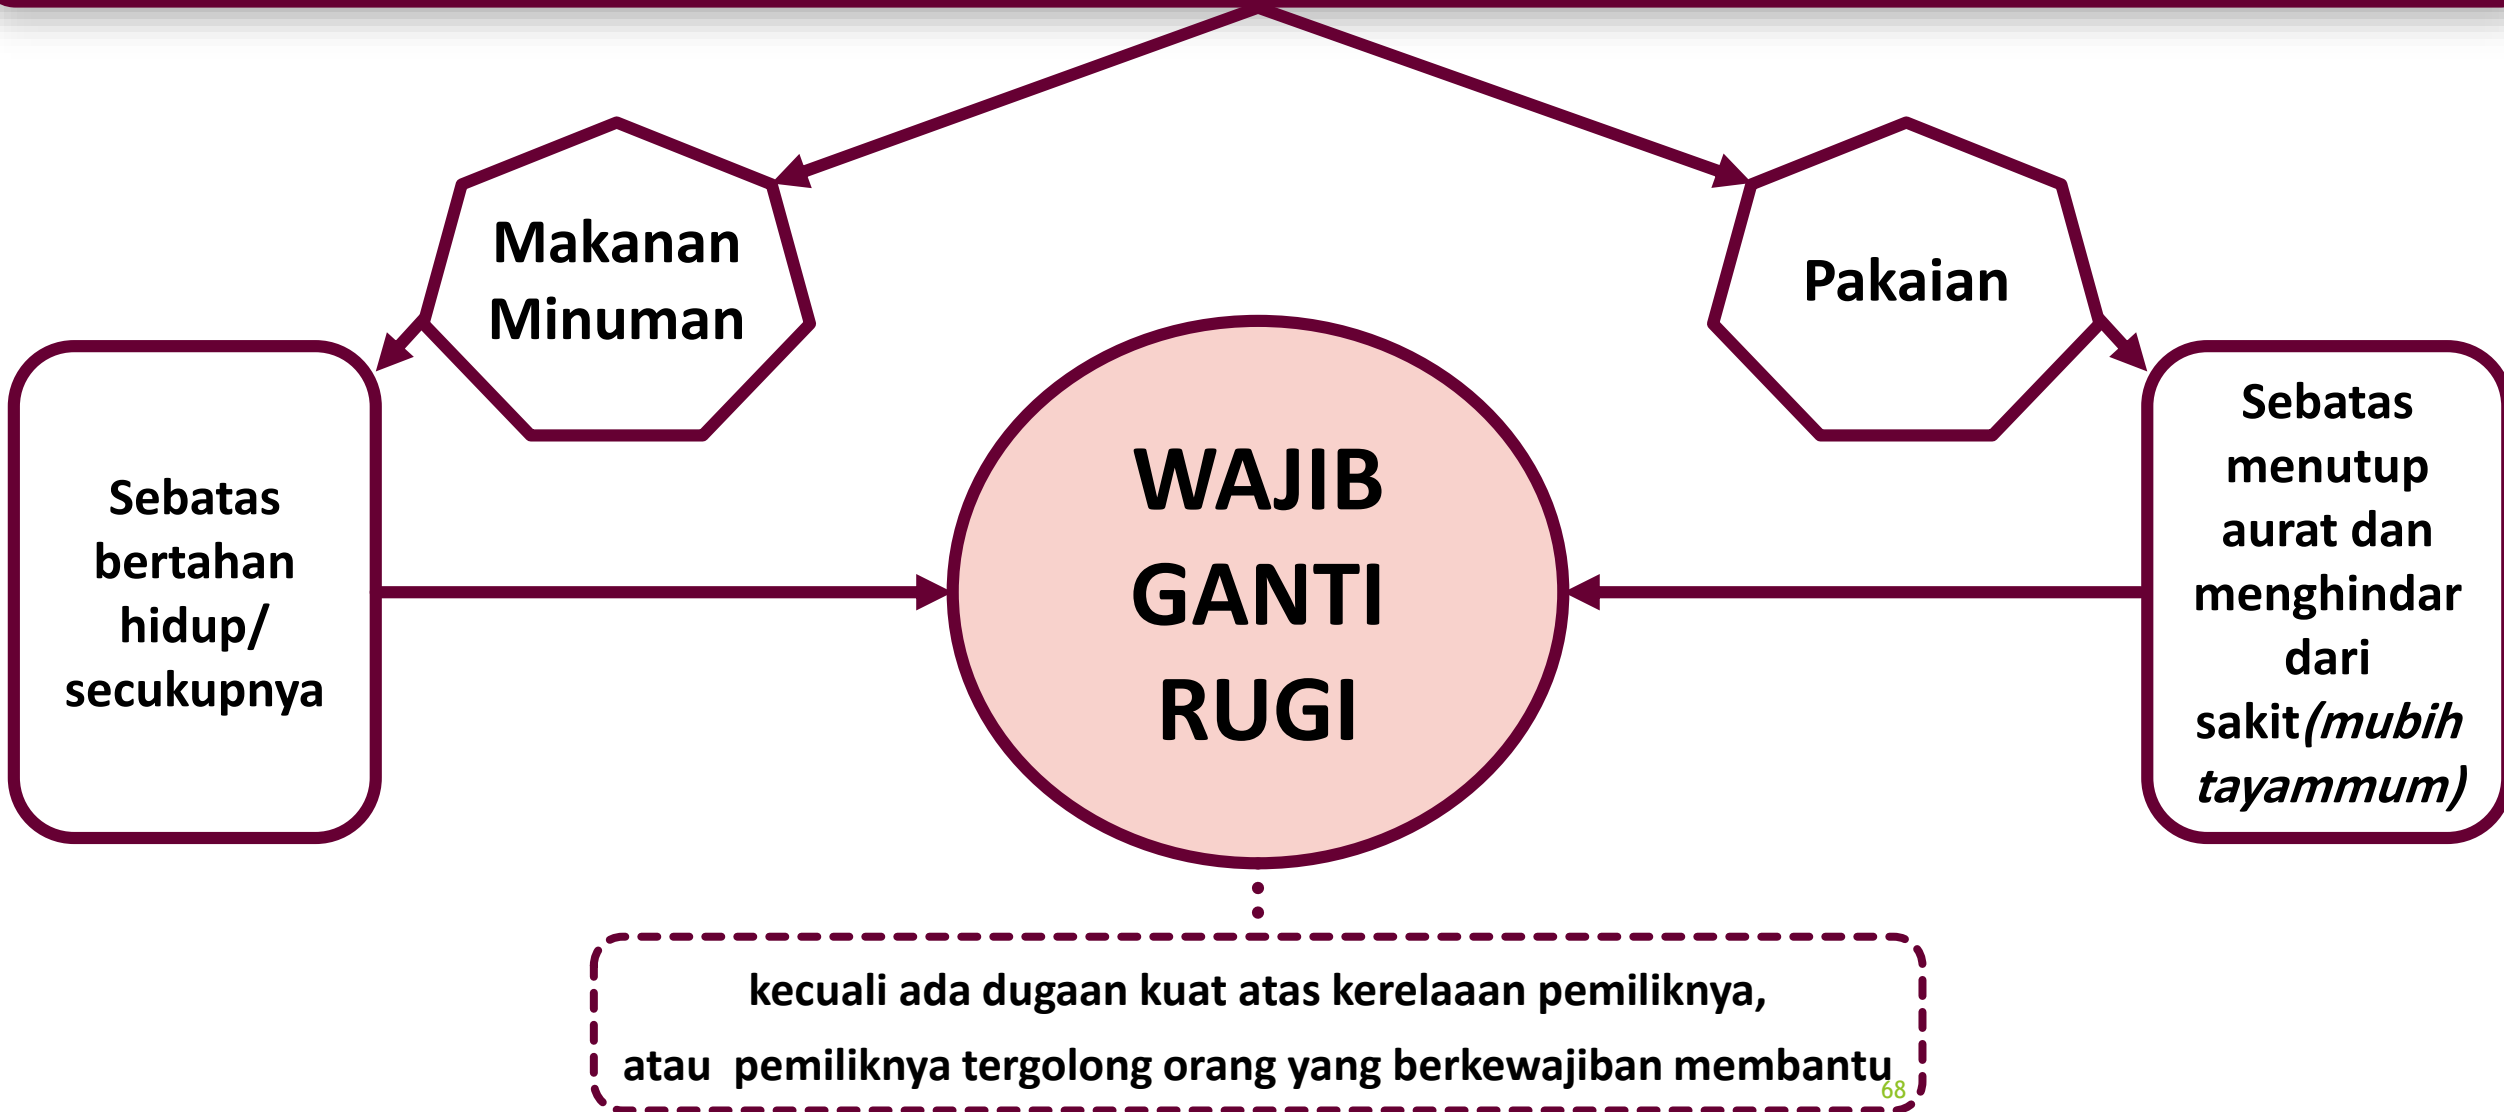 Makanan
Minuman
Pakaian
Sebatas
bertahan
hidup/
secukupnya
WAJIB
GANTI
RUGI
Sebatas
menutup
aurat dan
menghindar
dari
sakit(mubih
tayammum)
kecuali ada dugaan kuat atas kerelaaan pemiliknya,
atau  pemiliknya tergolong orang yang berkewajiban membantu
68